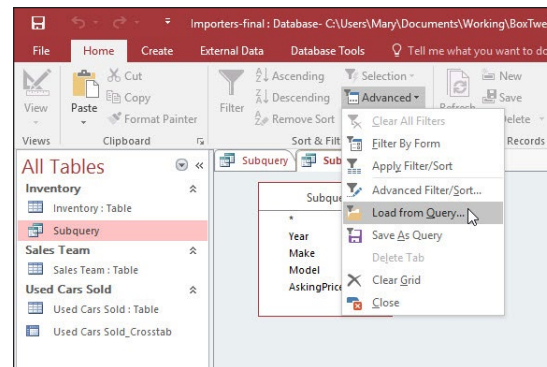 Importers-final : Database- C:\Users\Mary\Documents\Working\BoxTwe
File Home Create External Data Database Tools Tell me what you want to do
View
Views
Paste
Cut
Copy
Format Painter
Clipboard
Filter
Ascending
Descending
Remove Sort
Selection
Advanced
Sort & Filt
New
Save
Delete
Records
All Tables
Inventory
Inventory : Table
Subquery
Sales Team
Sales Team : Table
Used Cars Sold
Used Cars Sold : Table
Used Cars Sold_Crosstab
Subquery Sub
Subque
*
Year
Make
Model
AskingPrice
Clear All Filters
Filter By Form
Apply Filter/Sort
Advanced Filter/Sort...
Load from Query...
Save As Query
Delete Tab
Clear Grid
Close